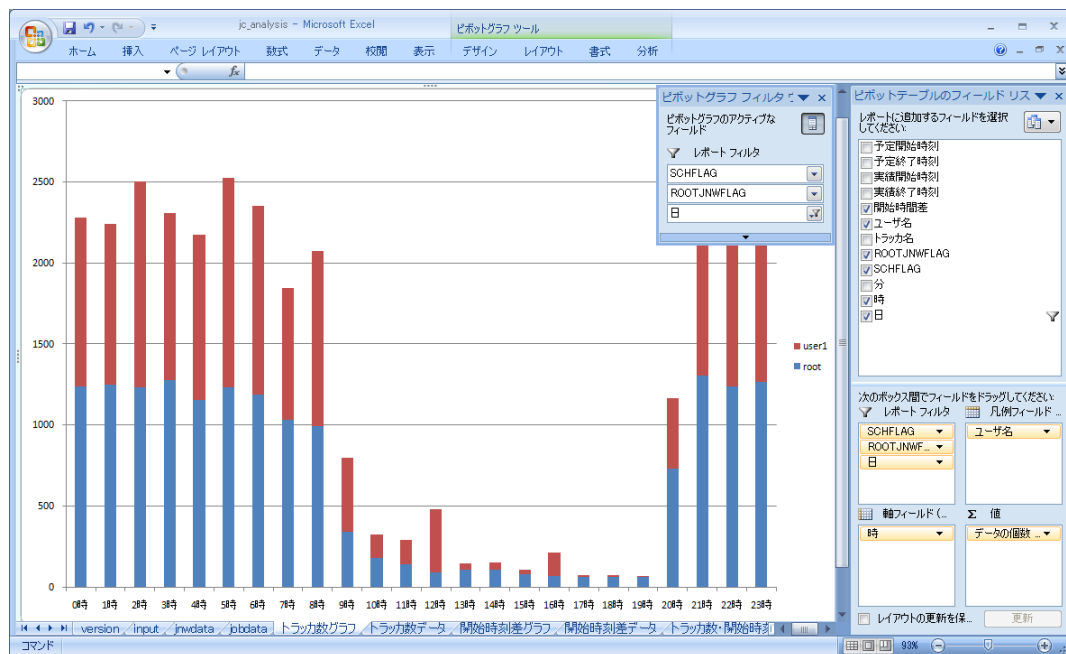 jc_analysis - Microsoft Excel
ピボットグラフ ツール
ホーム 挿入 ページ レイアウト 数式 データ 校閲 表示 デザイン レイアウト 書式 分析
fx
3000
2500
2000
1500
1000
500
0
0時 1時 2時 3時 4時 5時 6時 7時 8時 9時 10時 11時 12時 13時 14時 15時 16時 17時 18時 19時 20時 21時 22時 23時
user1
root
ピボットグラフ フィルタ
ピボットグラフのアクティブな
フィールド
レポート フィルタ
SCHFLAG
ROOTJNWFLAG
日
ピボットテーブルのフィールド リス
レポートに追加するフィールドを選択
してください:
予定開始時刻
予定終了時刻
実績開始時刻
実績終了時刻
開始時間差
ユーザ名
トラッカ名
ROOTJNWFLAG
SCHFLAG
分
時
日
次のボックス間でフィールドをドラッグしてください:
レポート フィルタ
凡例フィールド ...
SCHFLAG
ROOTJNWF...
日
ユーザ名
軸フィールド (...
Σ 値
時
データの個数 ...
レイアウトの更新を保...
更新
version input jnwdata jobdata トラッカ数グラフ トラッカ数データ 開始時刻差グラフ 開始時刻差データ トラッカ数・開始時刻
コマンド
93%